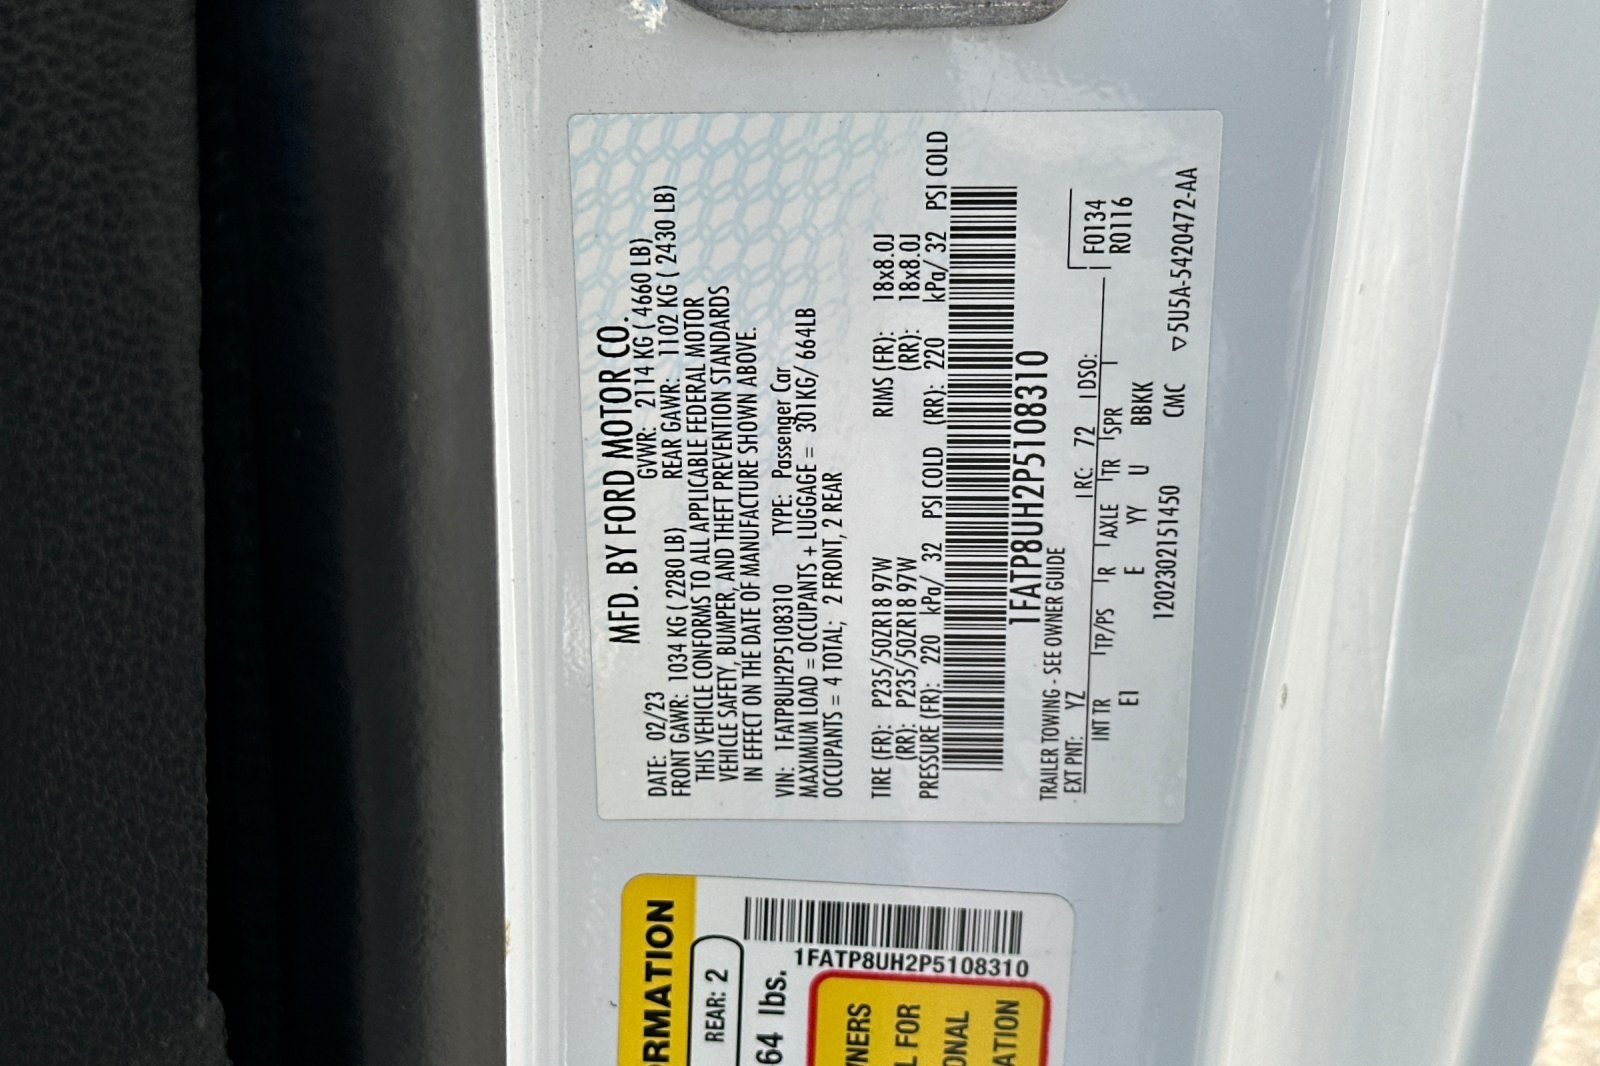 MFD. BY FORD MOTOR CO.
DATE: 02/23 GVWR: 2114 KG ( 4660 LB)
FRONT GAWR: 1034 KG ( 2280 LB) REAR GAWR: 1102 KG ( 2430 LB)
THIS VEHICLE CONFORMS TO ALL APPLICABLE FEDERAL MOTOR
VEHICLE SAFETY, BUMPER, AND THEFT PREVENTION STANDARDS
IN EFFECT ON THE DATE OF MANUFACTURE SHOWN ABOVE.
VIN: 1FATP8UH2P5108310 TYPE: Passenger Car
MAXIMUM LOAD = OCCUPANTS + LUGGAGE = 301KG/ 664LB
OCCUPANTS = 4 TOTAL; 2 FRONT, 2 REAR
TIRE (FR): P235/50ZR18 97W RIMS (FR): 18x8.0J
(RR): P235/50ZR18 97W (RR): 18x8.0J
PRESSURE (FR): 220 kPa/ 32 PSI COLD (RR): 220 kPa/ 32 PSI COLD
1FATP8UH2P5108310
TRAILER TOWING - SEE OWNER GUIDE
EXT PNT: YZ RC: 72 DSO: F0134
INT TR TP/PS R AXLE TR SPR R0116
E1 E YY U BBKK
1202302151450 CMC ▽5U5A-5420472-AA
ORMATION
REAR: 2
64 lbs.
1FATP8UH2P5108310
WNERS
L FOR
ONAL
ATION